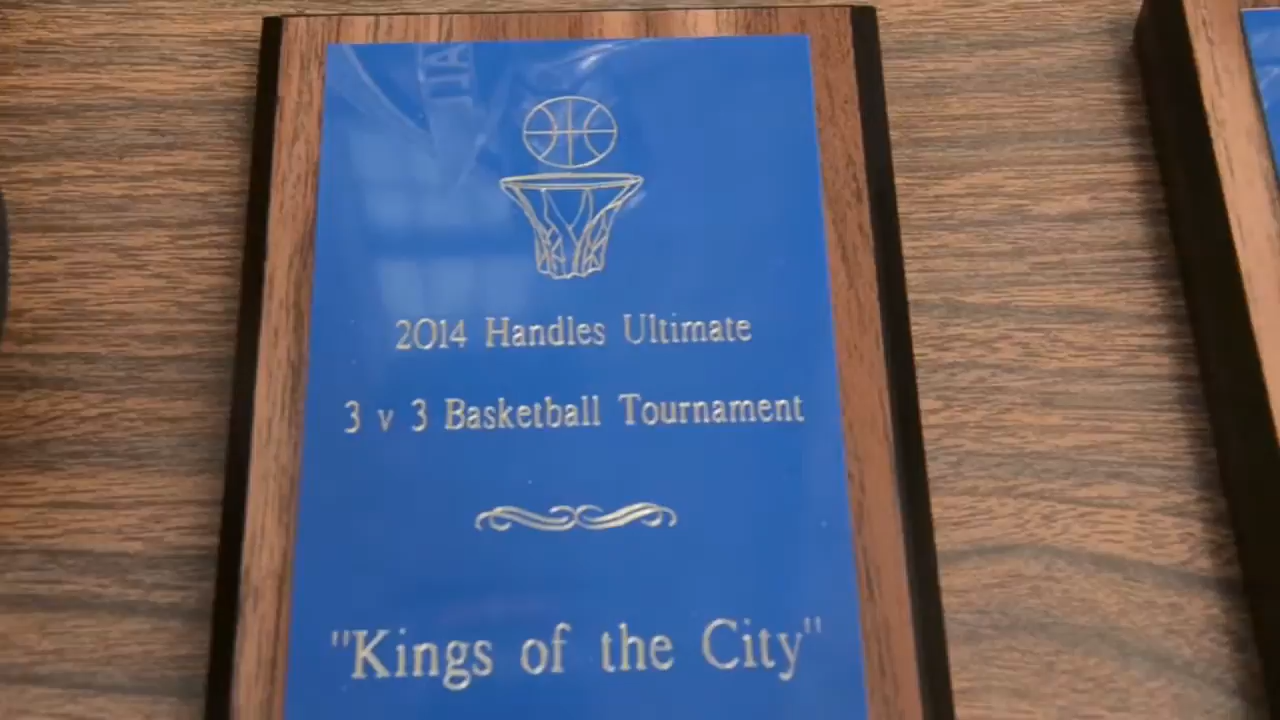 2014 Handles Ultimate
3 v 3 Basketball Tournament
"Kings of the City"